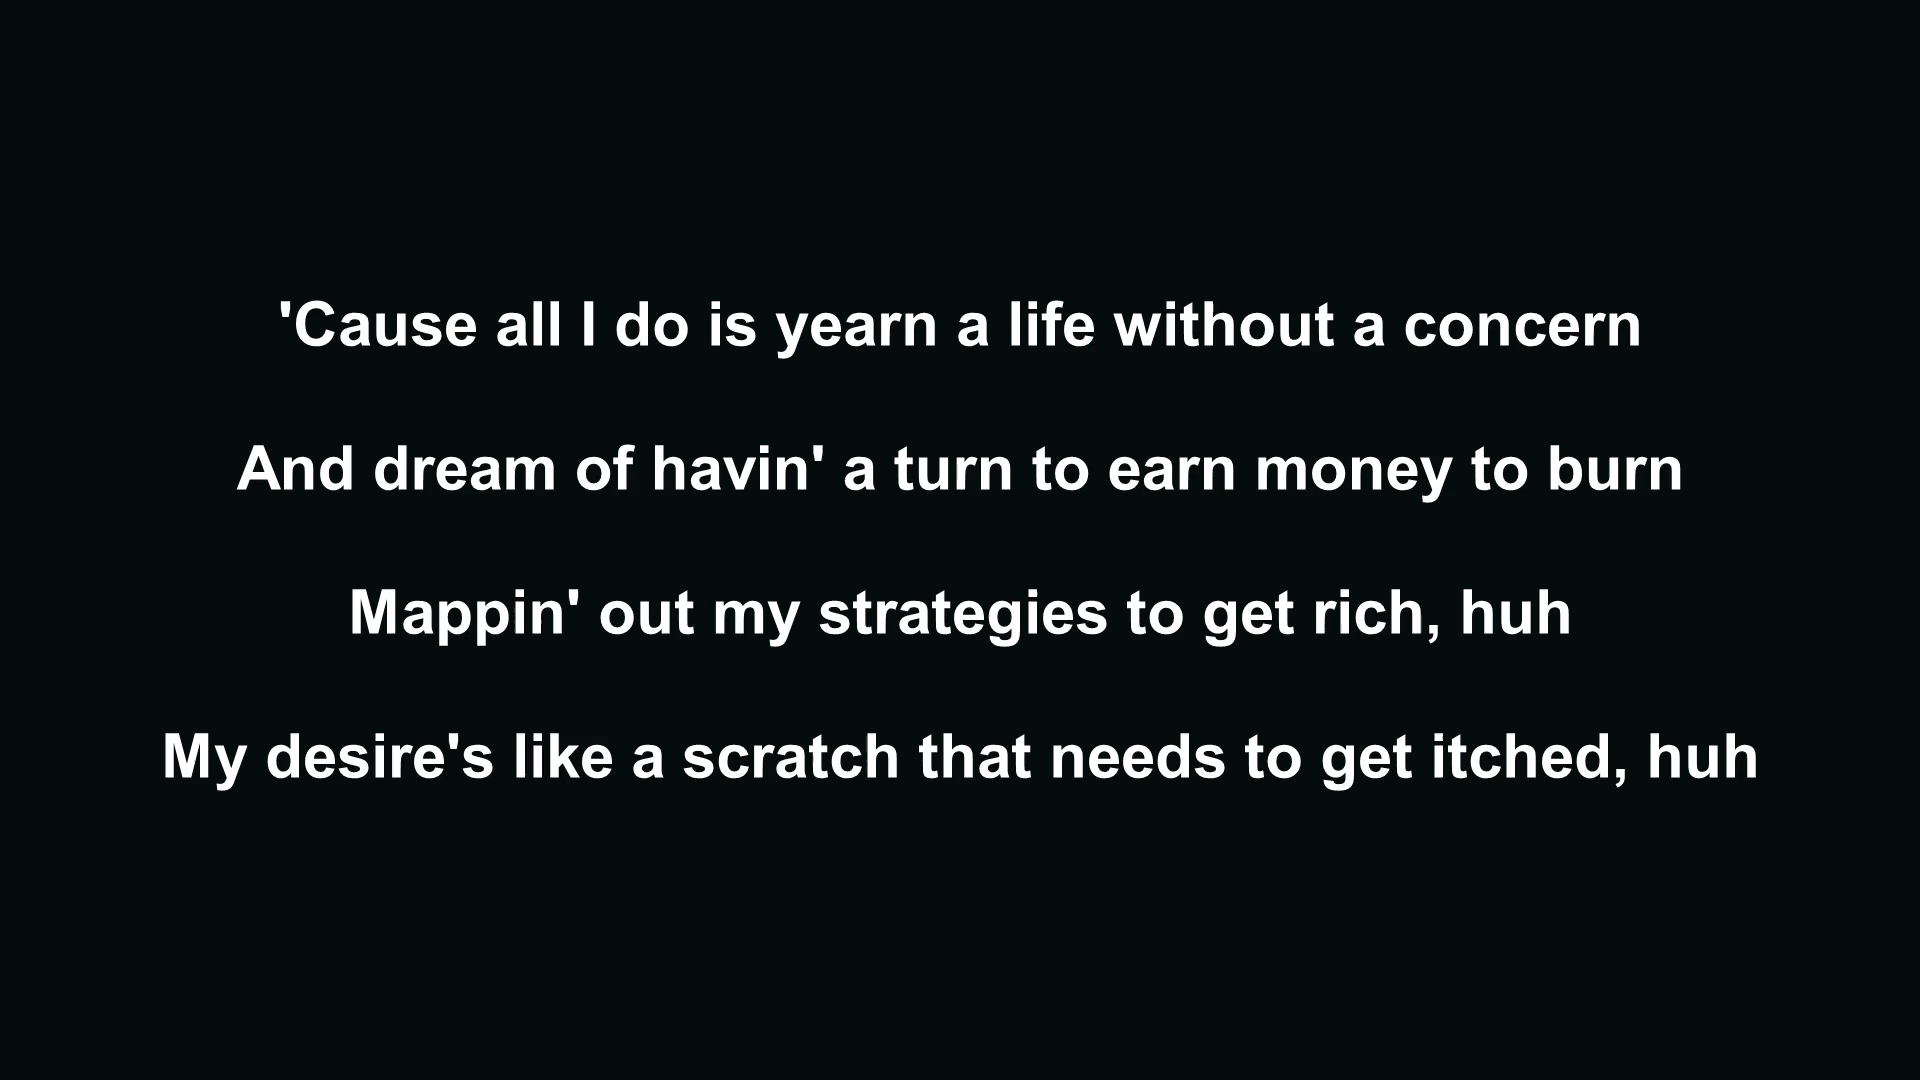 'Cause all I do is yearn a life without a concern
And dream of havin' a turn to earn money to burn
Mappin' out my strategies to get rich, huh
My desire's like a scratch that needs to get itched, huh